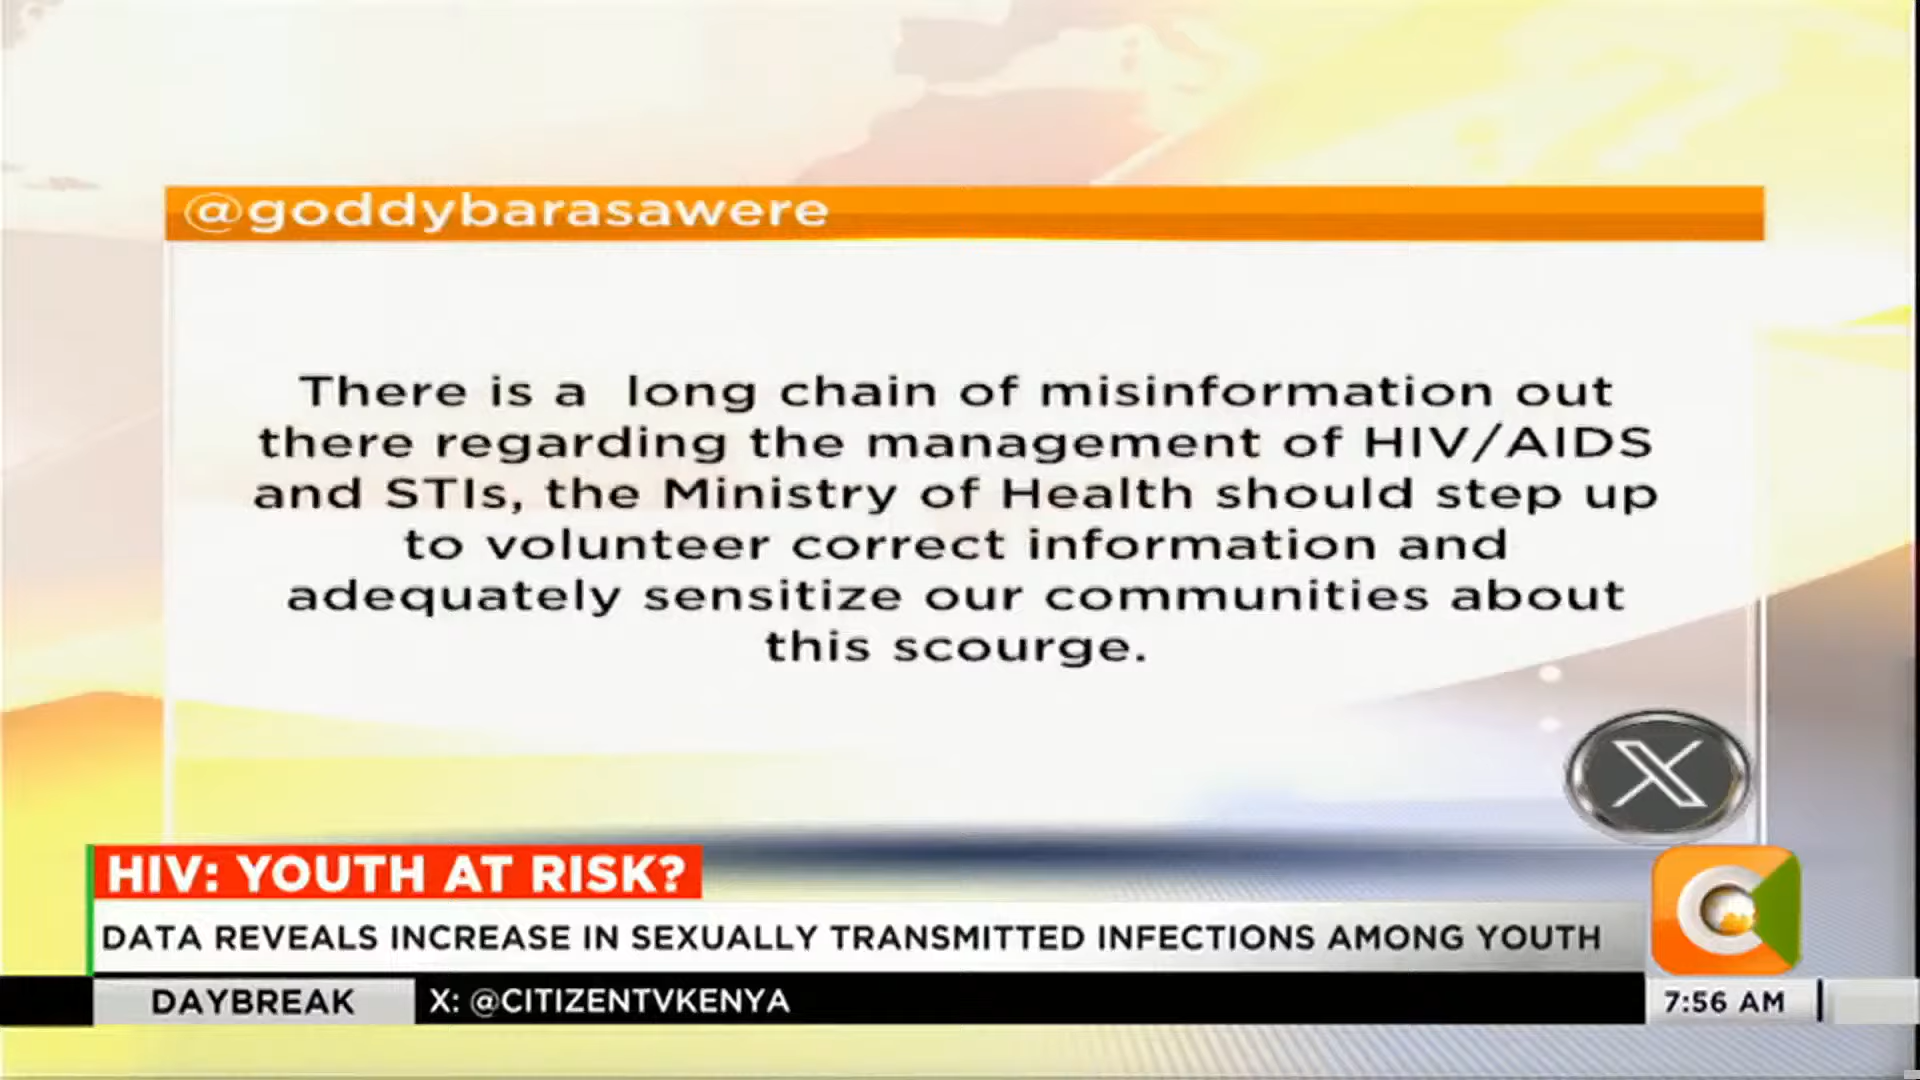 @goddybarasawere
There is a long chain of misinformation out
there regarding the management of HIV/AIDS
and STIs, the Ministry of Health should step up
to volunteer correct information and
adequately sensitize our communities about
this scourge.
HIV: YOUTH AT RISK?
DATA REVEALS INCREASE IN SEXUALLY TRANSMITTED INFECTIONS AMONG YOUTH
DAYBREAK
X: @CITIZENTVKENYA
7:56 AM